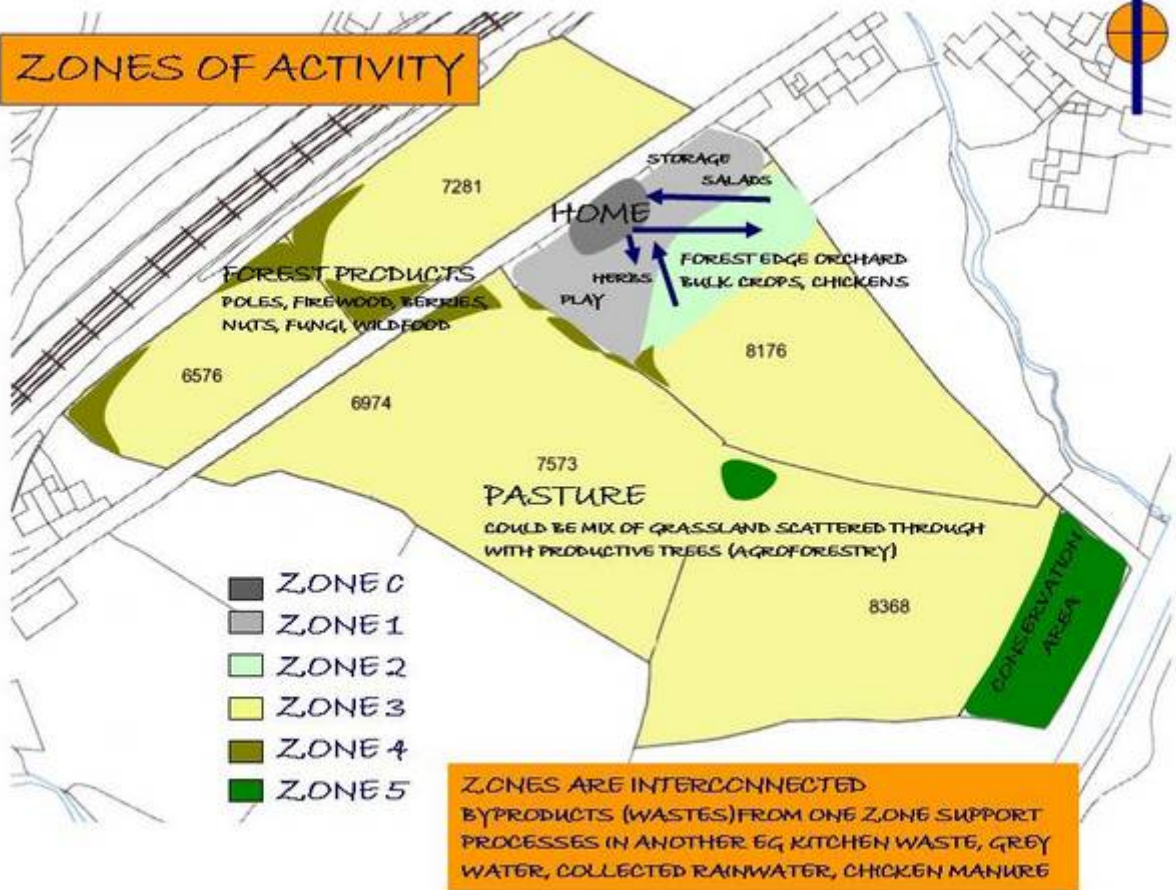 ZONES OF ACTIVITY
7281
STORAGE
SALADS
HOME
FOREST PRODUCTS
POLES, FIREWOOD, BERRIES,
NUTS, FUNGI, WILDFOOD
HERBS
PLAY
FOREST EDGE ORCHARD
BULK CROPS, CHICKENS
6576
6974
8176
7573
PASTURE
COULD BE MIX OF GRASSLAND SCATTERED THROUGH
WITH PRODUCTIVE TREES (AGROFORESTRY)
8368
CONSERVATION
AREA
ZONE 0
ZONE 1
ZONE 2
ZONE 3
ZONE 4
ZONE 5
ZONES ARE INTERCONNECTED
BYPRODUCTS (WASTES)FROM ONE ZONE SUPPORT
PROCESSES IN ANOTHER EG KITCHEN WASTE, GREY
WATER, COLLECTED RAINWATER, CHICKEN MANURE